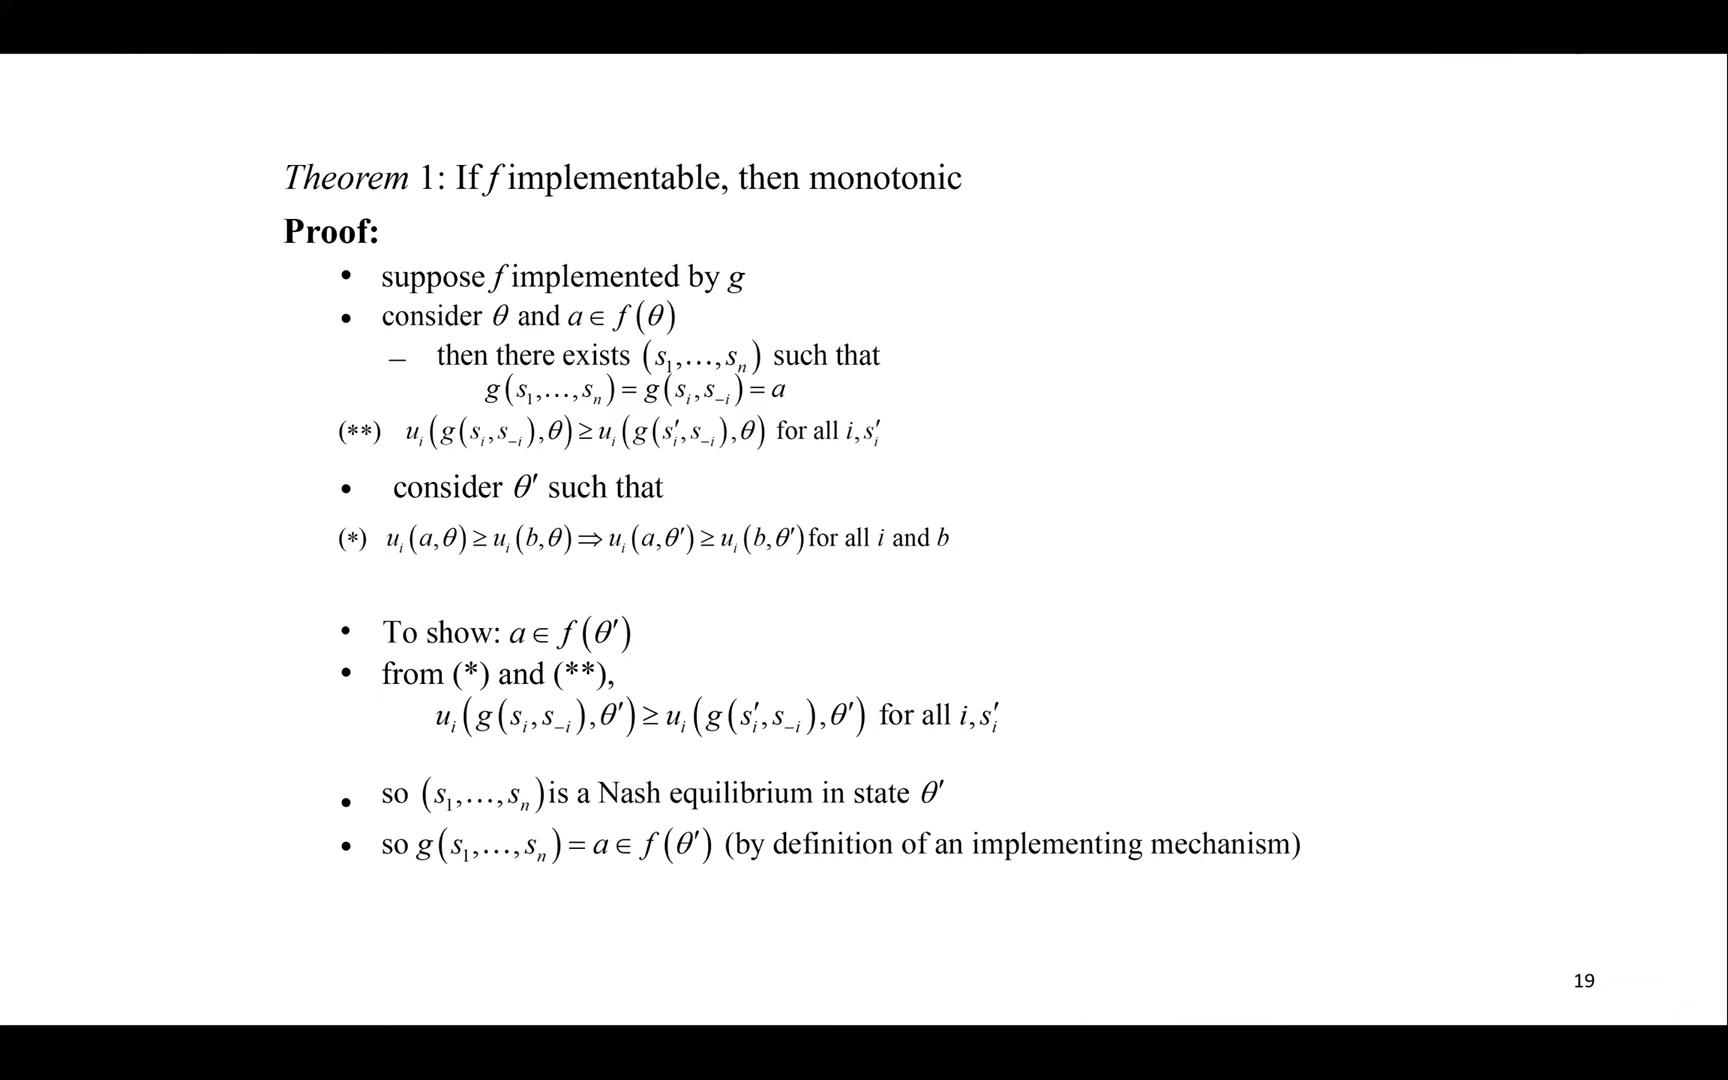 Theorem 1: If f implementable, then monotonic
Proof:
• suppose f implemented by g
• consider θ and a ∈ f(θ)
– then there exists (s₁,…,sₙ) such that
g(s₁,…,sₙ) = g(sᵢ,s₋ᵢ) = a
(**) uᵢ(g(sᵢ,s₋ᵢ),θ) ≥ uᵢ(g(s′ᵢ,s₋ᵢ),θ) for all i,s′ᵢ
• consider θ′ such that
(*) uᵢ(a,θ) ≥ uᵢ(b,θ) ⇒ uᵢ(a,θ′) ≥ uᵢ(b,θ′) for all i and b
• To show: a ∈ f(θ′)
• from (*) and (**),
uᵢ(g(sᵢ,s₋ᵢ),θ′) ≥ uᵢ(g(s′ᵢ,s₋ᵢ),θ′) for all i,s′ᵢ
• so (s₁,…,sₙ) is a Nash equilibrium in state θ′
• so g(s₁,…,sₙ) = a ∈ f(θ′) (by definition of an implementing mechanism)
19